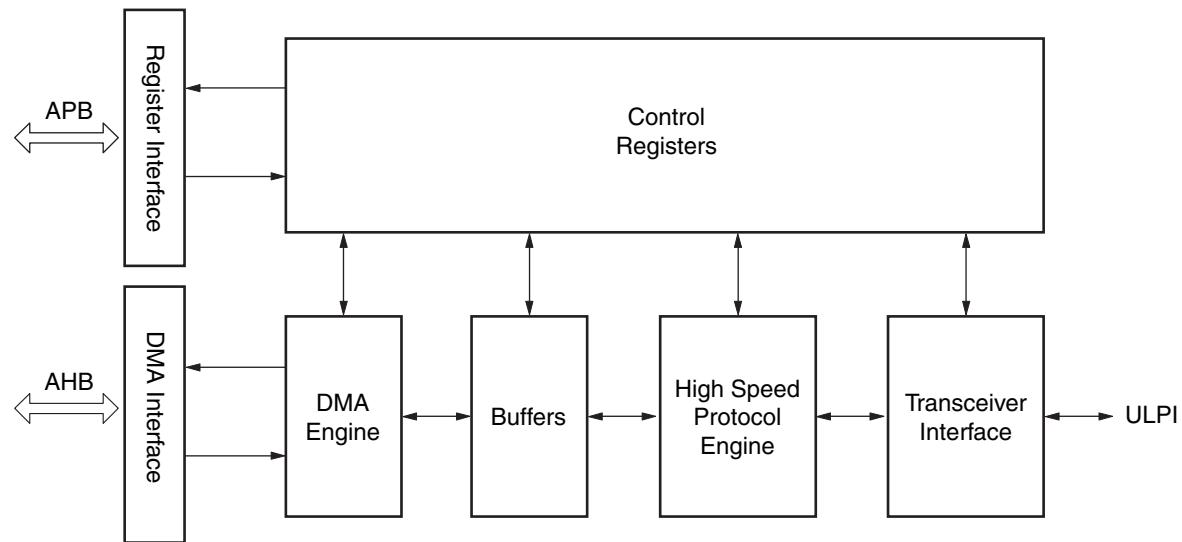 APB
Register Interface
Control
Registers
AHB
DMA Interface
DMA
Engine
Buffers
High Speed
Protocol
Engine
Transceiver
Interface
ULPI